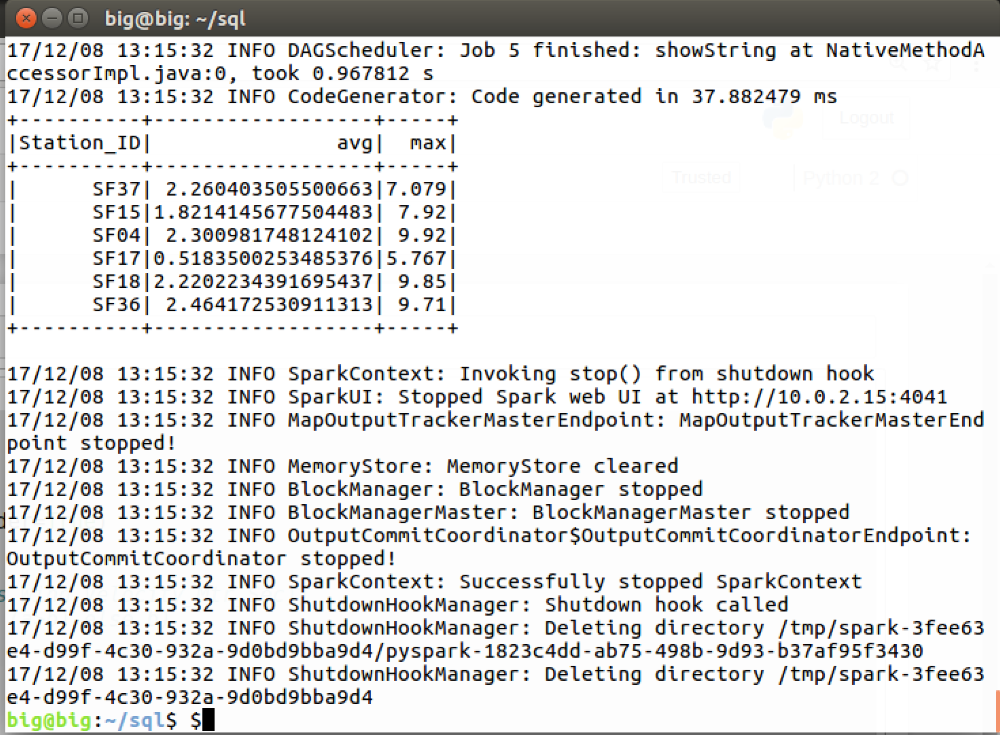 big@big: ~/sql
17/12/08 13:15:32 INFO DAGScheduler: Job 5 finished: showString at NativeMethodA
ccessorImpl.java:0, took 0.967812 s
17/12/08 13:15:32 INFO CodeGenerator: Code generated in 37.882479 ms
+----------+------------------+-----+
|Station_ID|               avg|  max|
+----------+------------------+-----+
|      SF37| 2.260403505500663|7.079|
|      SF15|1.8214145677504483| 7.92|
|      SF04| 2.300981748124102| 9.92|
|      SF17|0.5183500253485376|5.767|
|      SF18|2.2202234391695437| 9.85|
|      SF36| 2.464172530911313| 9.71|
+----------+------------------+-----+
17/12/08 13:15:32 INFO SparkContext: Invoking stop() from shutdown hook
17/12/08 13:15:32 INFO SparkUI: Stopped Spark web UI at http://10.0.2.15:4041
17/12/08 13:15:32 INFO MapOutputTrackerMasterEndpoint: MapOutputTrackerMasterEnd
point stopped!
17/12/08 13:15:32 INFO MemoryStore: MemoryStore cleared
17/12/08 13:15:32 INFO BlockManager: BlockManager stopped
17/12/08 13:15:32 INFO BlockManagerMaster: BlockManagerMaster stopped
17/12/08 13:15:32 INFO OutputCommitCoordinator$OutputCommitCoordinatorEndpoint:
OutputCommitCoordinator stopped!
17/12/08 13:15:32 INFO SparkContext: Successfully stopped SparkContext
17/12/08 13:15:32 INFO ShutdownHookManager: Shutdown hook called
17/12/08 13:15:32 INFO ShutdownHookManager: Deleting directory /tmp/spark-3fee63
e4-d99f-4c30-932a-9d0bd9bba9d4/pyspark-1823c4dd-ab75-498b-9d93-b37af95f3430
17/12/08 13:15:32 INFO ShutdownHookManager: Deleting directory /tmp/spark-3fee63
e4-d99f-4c30-932a-9d0bd9bba9d4
big@big:~/sql$ $
Logout
Trusted
Python 2